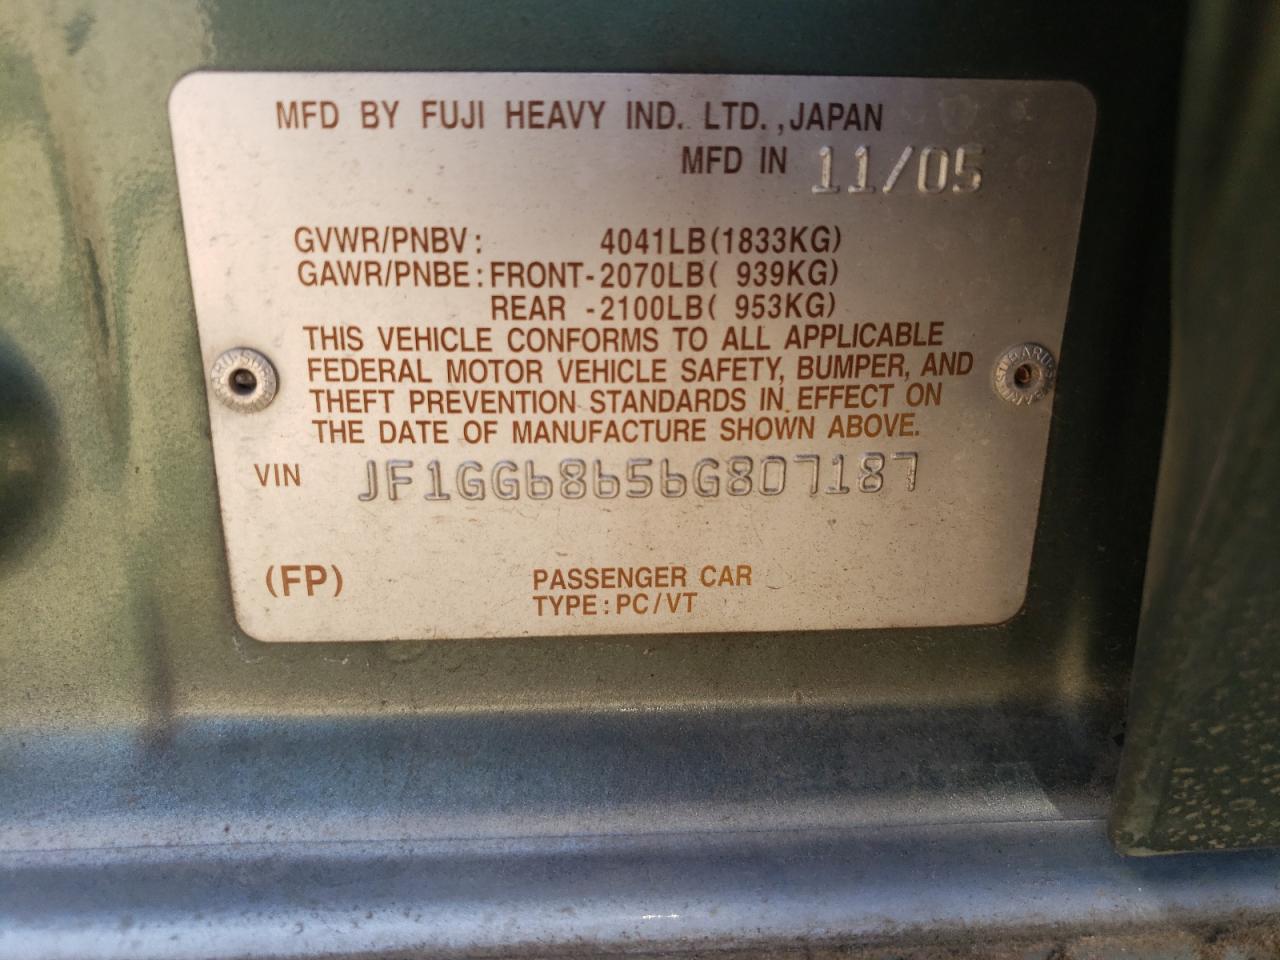 MFD BY FUJI HEAVY IND. LTD., JAPAN
MFD IN 11/05
GVWR/PNBV: 4041LB(1833KG)
GAWR/PNBE: FRONT-2070LB( 939KG)
REAR -2100LB( 953KG)
THIS VEHICLE CONFORMS TO ALL APPLICABLE
FEDERAL MOTOR VEHICLE SAFETY, BUMPER, AND
THEFT PREVENTION STANDARDS IN EFFECT ON
THE DATE OF MANUFACTURE SHOWN ABOVE.
VIN JF1GG68656G807187
(FP)
PASSENGER CAR
TYPE: PC/VT